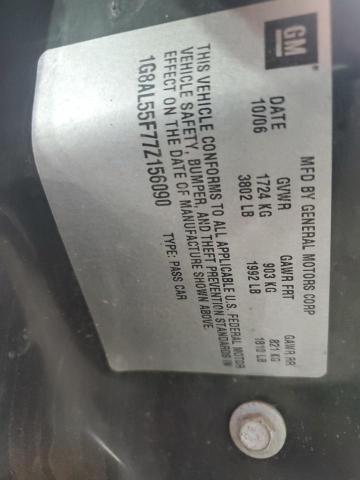 GM
MFD BY GENERAL MOTORS CORP
DATE GVWR GAWR FRT GAWR RR
10/06 1724 KG 903 KG 821 KG
3802 LB 1992 LB 1810 LB
THIS VEHICLE CONFORMS TO ALL APPLICABLE U.S. FEDERAL MOTOR
VEHICLE SAFETY, BUMPER, AND THEFT PREVENTION STANDARDS IN
EFFECT ON THE DATE OF MANUFACTURE SHOWN ABOVE.
1G8AL55F77Z156090 TYPE: PASS CAR